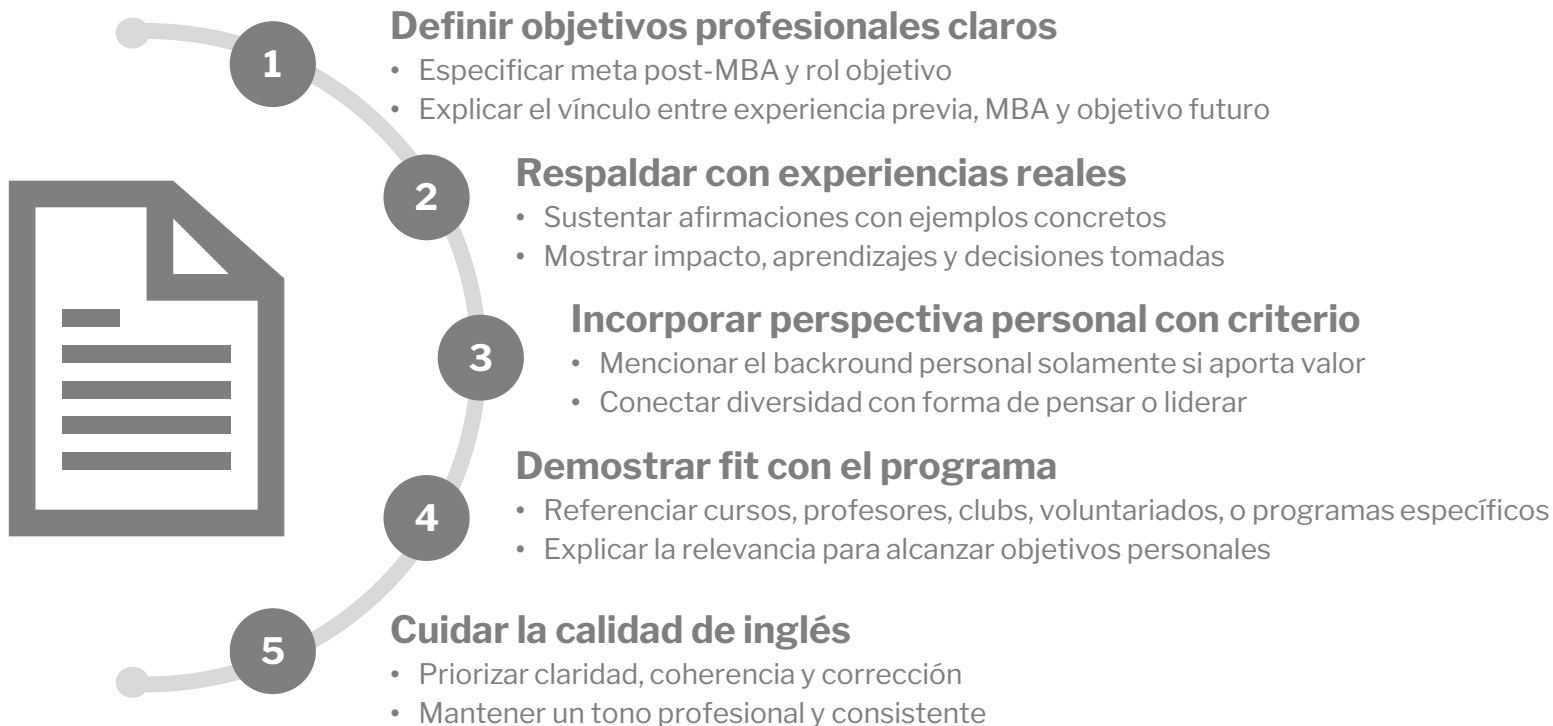 1
Definir objetivos profesionales claros
• Especificar meta post-MBA y rol objetivo
• Explicar el vínculo entre experiencia previa, MBA y objetivo futuro
2
Respaldar con experiencias reales
• Sustentar afirmaciones con ejemplos concretos
• Mostrar impacto, aprendizajes y decisiones tomadas
3
Incorporar perspectiva personal con criterio
• Mencionar el backround personal solamente si aporta valor
• Conectar diversidad con forma de pensar o liderar
4
Demostrar fit con el programa
• Referenciar cursos, profesores, clubs, voluntariados, o programas específicos
• Explicar la relevancia para alcanzar objetivos personales
5
Cuidar la calidad de inglés
• Priorizar claridad, coherencia y corrección
• Mantener un tono profesional y consistente